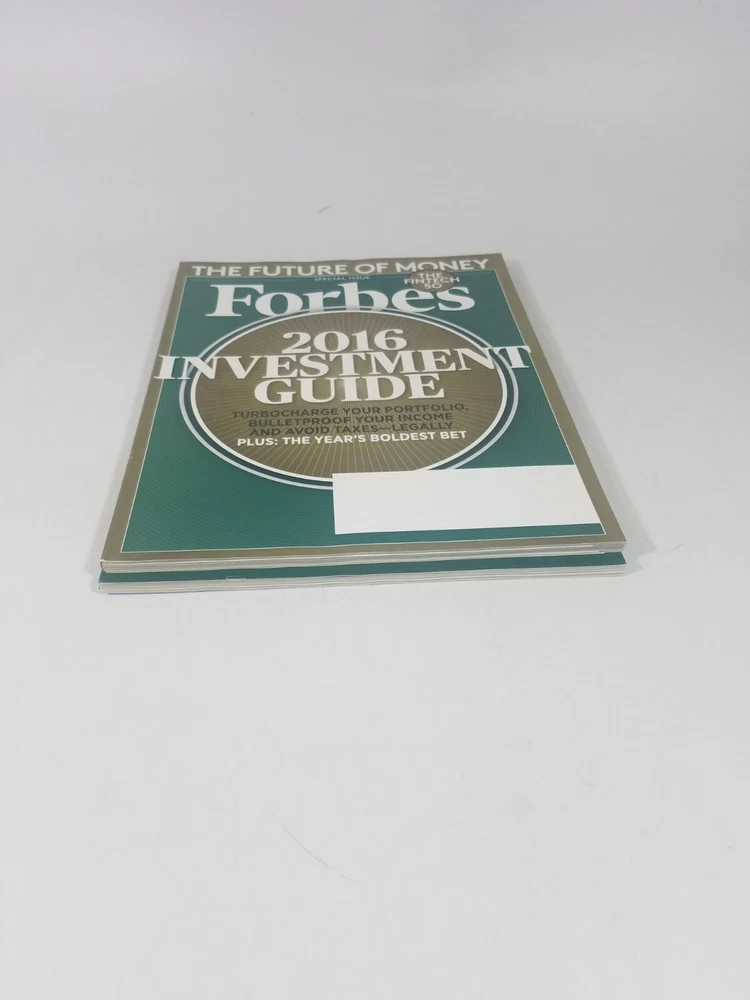 THE FUTURE OF MONEY
SPECIAL ISSUE
THE
FINTECH
50
Forbes
2016
INVESTMENT
GUIDE
TURBOCHARGE YOUR PORTFOLIO,
BULLETPROOF YOUR INCOME
AND AVOID TAXES—LEGALLY
PLUS: THE YEAR'S BOLDEST BET